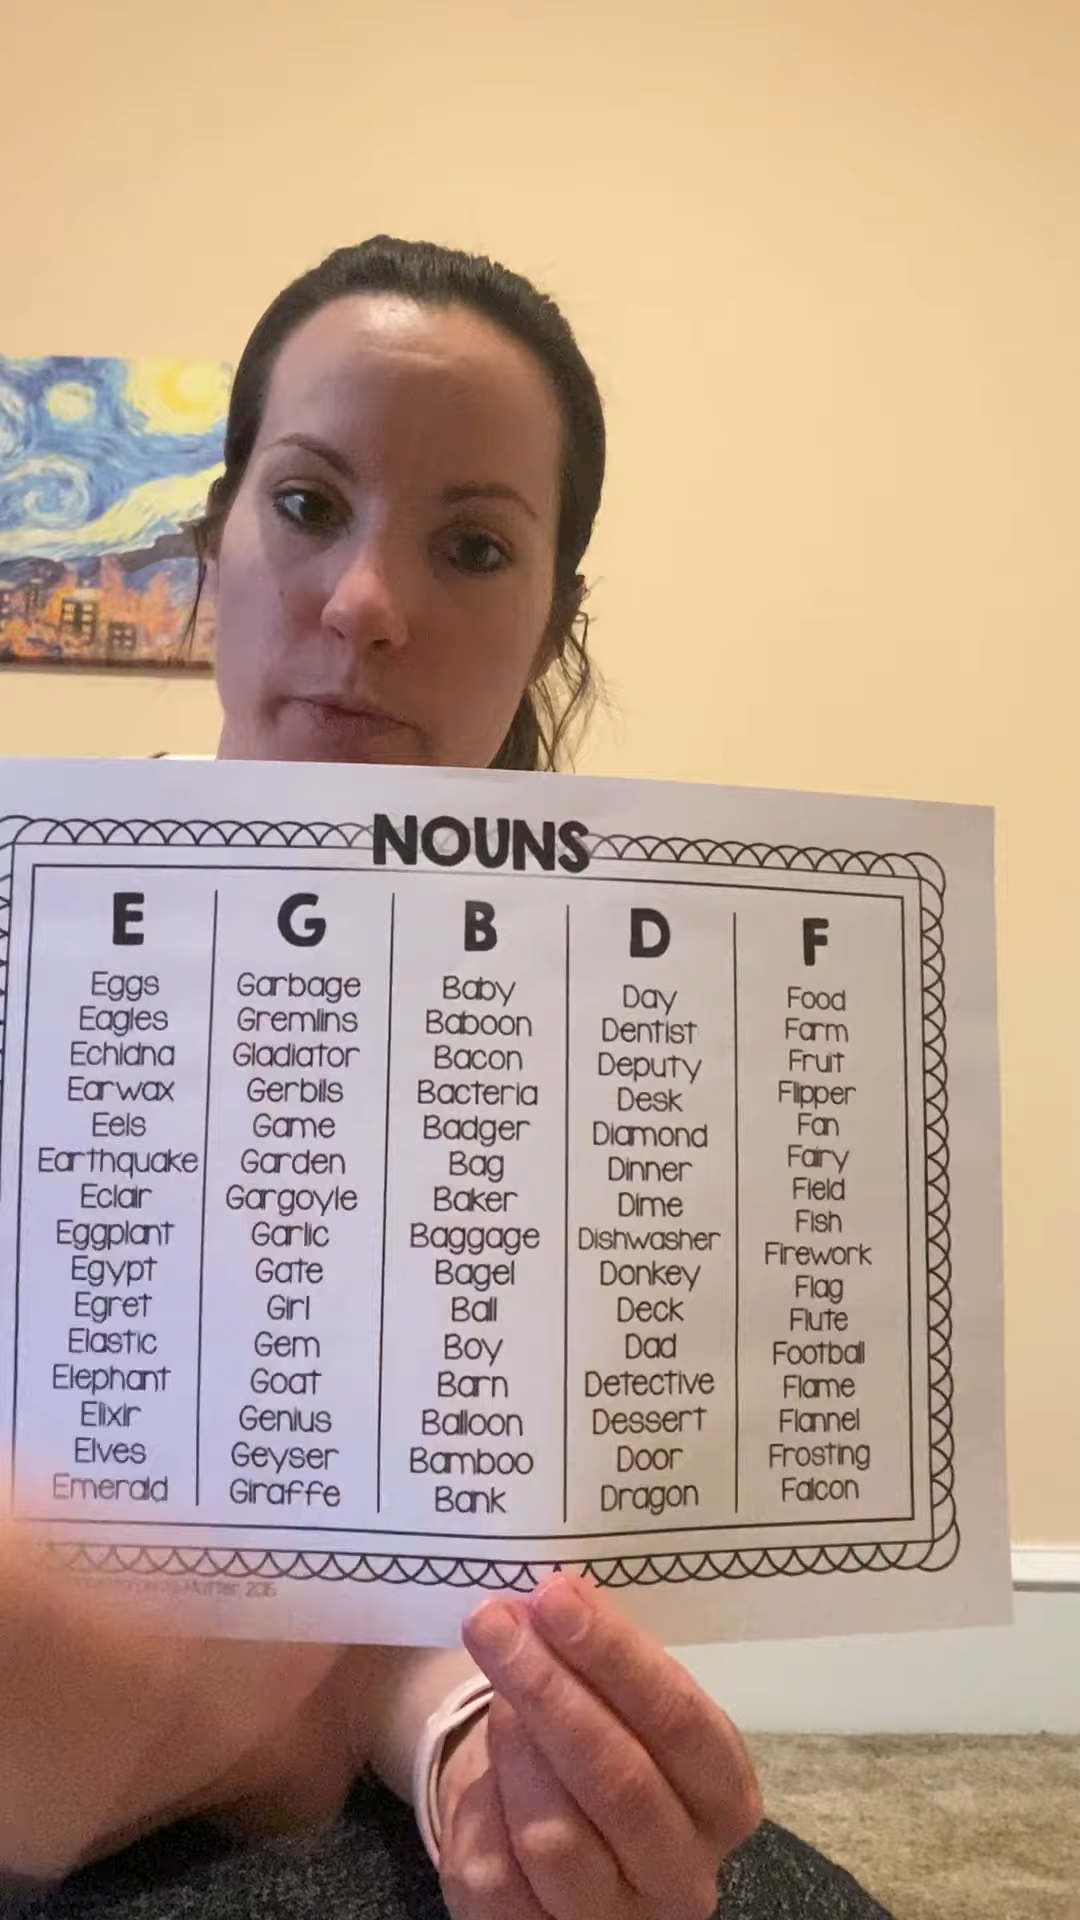 NOUNS
E G B D F
Eggs Garbage Baby Day Food
Eagles Gremlins Baboon Dentist Farm
Echidna Gladiator Bacon Deputy Fruit
Earwax Gerbils Bacteria Desk Flipper
Eels Game Badger Diamond Fan
Earthquake Garden Bag Dinner Fairy
Eclair Gargoyle Baker Dime Field
Eggplant Garlic Baggage Dishwasher Fish
Egypt Gate Bagel Donkey Firework
Egret Girl Ball Deck Flag
Elastic Gem Boy Dad Flute
Elephant Goat Barn Detective Football
Elixir Genius Balloon Dessert Flame
Elves Geyser Bamboo Door Flannel
Emerald Giraffe Bank Dragon Frosting
Falcon
Matter, 2015